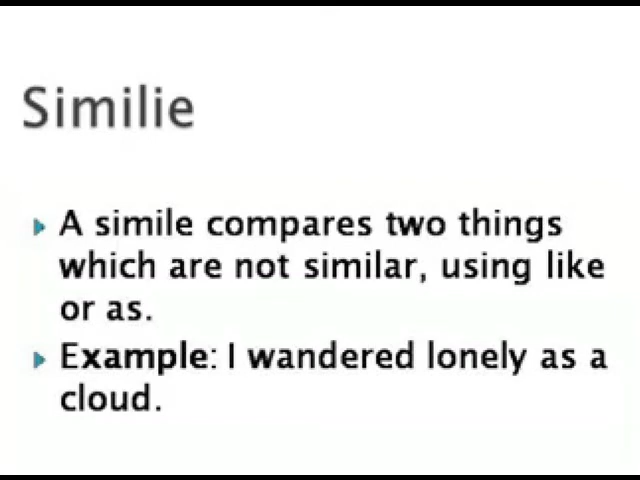 Similie
A simile compares two things
which are not similar, using like
or as.
Example: I wandered lonely as a
cloud.